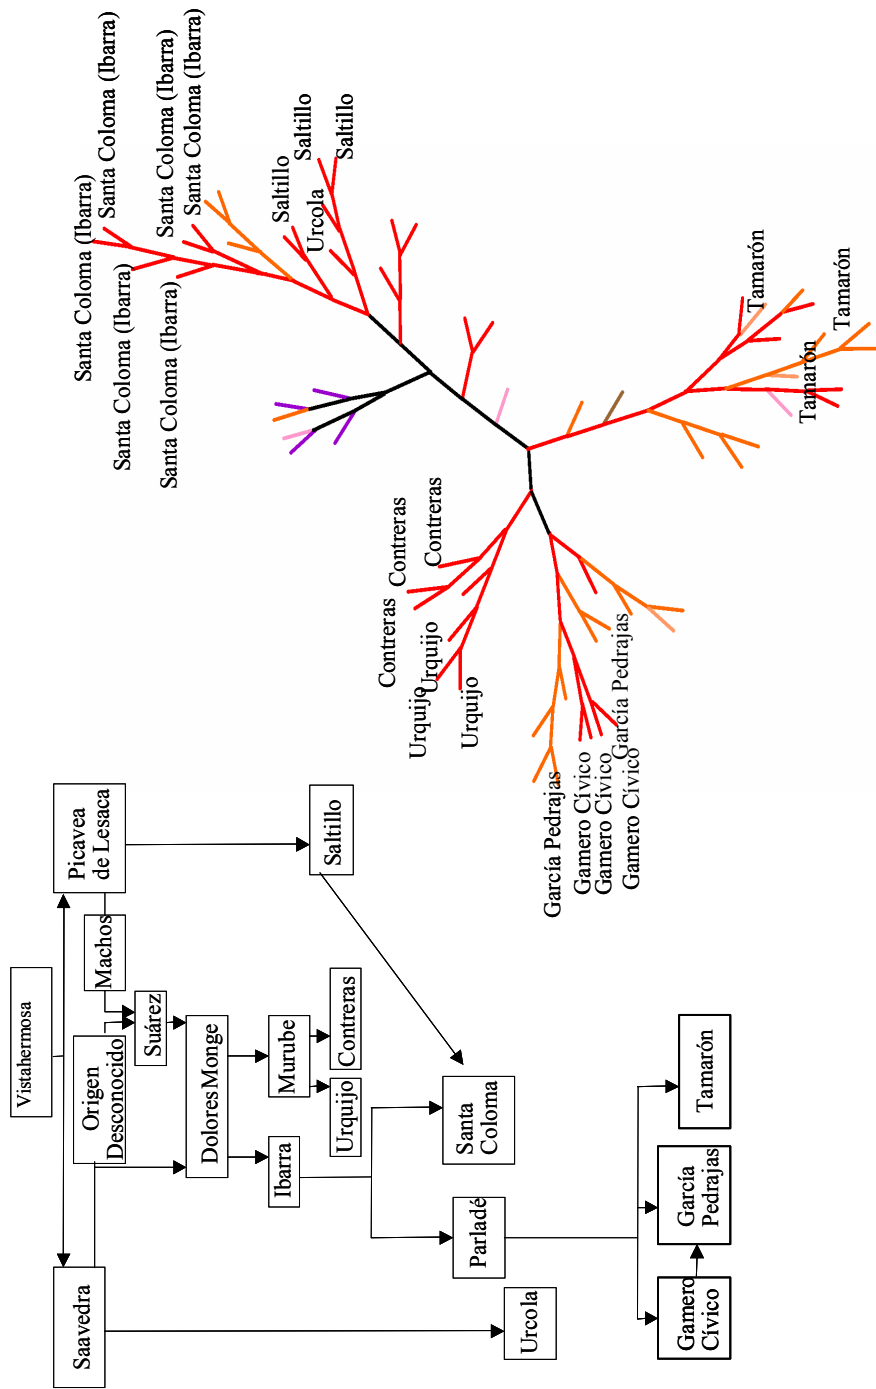 Vistahermosa
Saavedra
Picavea
de Lesaca
Origen
Desconocido
Machos
Suárez
Dolores Monge
Ibarra
Murube
Urquijo
Contreras
Saltillo
Parladé
Santa
Coloma
Urcola
Gamero
Cívico
García
Pedrajas
Tamarón
Santa Coloma (Ibarra)
Santa Coloma (Ibarra)
Santa Coloma (Ibarra)
Santa Coloma (Ibarra)
Santa Coloma (Ibarra)
Santa Coloma (Ibarra)
Saltillo
Saltillo
Saltillo
Urcola
Contreras
Contreras
Contreras
Urquijo
Urquijo
Urquijo
García Pedrajas
Gamero Cívico
Gamero Cívico
Gamero Cívico
García Pedrajas
Tamarón
Tamarón
Tamarón